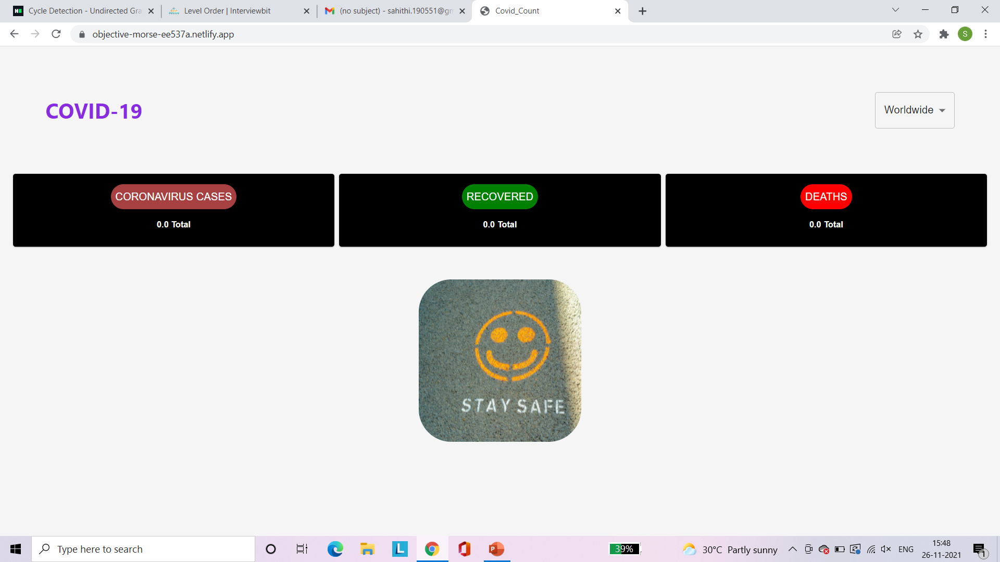 Cycle Detection - Undirected Gra
Level Order | Interviewbit
(no subject) - sahithi.190551@gm
Covid_Count
objective-morse-ee537a.netlify.app
S
COVID-19
Worldwide
CORONAVIRUS CASES
0.0 Total
RECOVERED
0.0 Total
DEATHS
0.0 Total
STAY SAFE
Type here to search
L
P
39%
30°C Partly sunny
ENG
15:48
26-11-2021
1